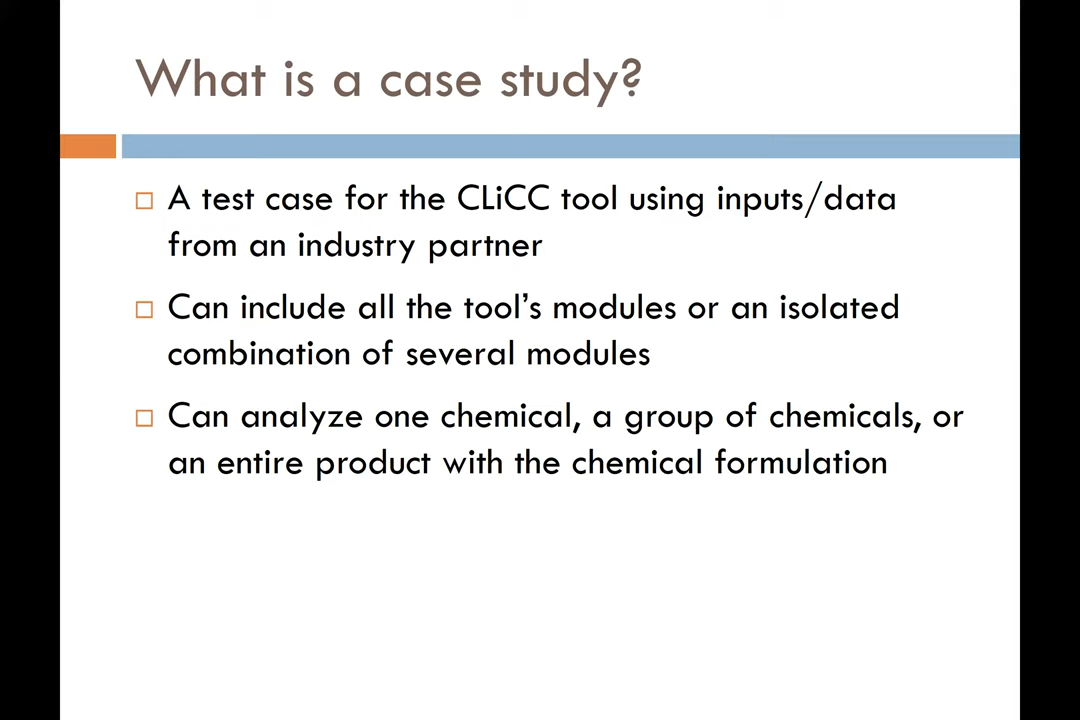 What is a case study?
A test case for the CLiCC tool using inputs/data
from an industry partner
Can include all the tool’s modules or an isolated
combination of several modules
Can analyze one chemical, a group of chemicals, or
an entire product with the chemical formulation